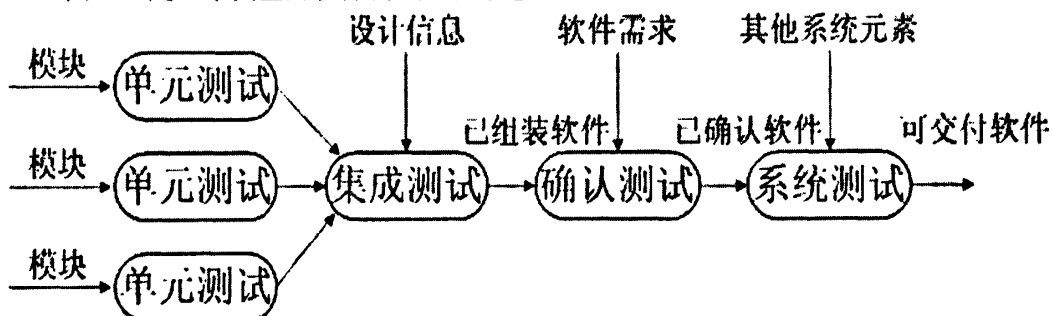 设计信息 软件需求 其他系统元素
模块 单元测试
已组装软件 已确认软件 可交付软件
模块 单元测试 集成测试 确认测试 系统测试
模块 单元测试